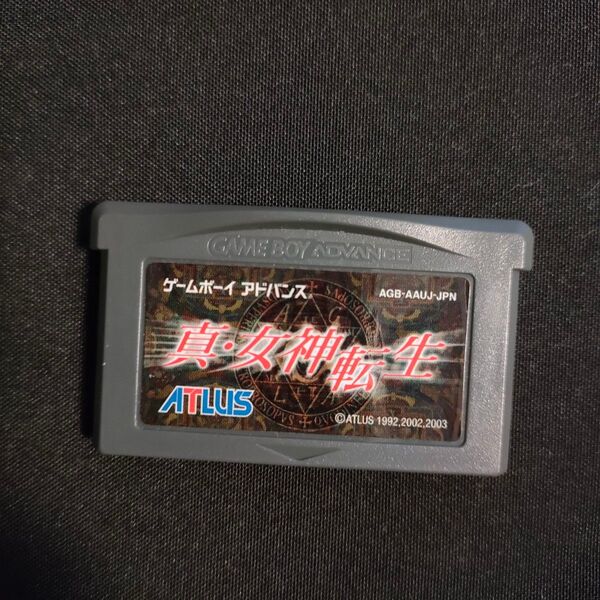 GAME BOY ADVANCE
ゲームボーイ アドバンス
AGB-AAUJ-JPN
真・女神転生
ATLUS
©ATLUS 1992,2002,2003